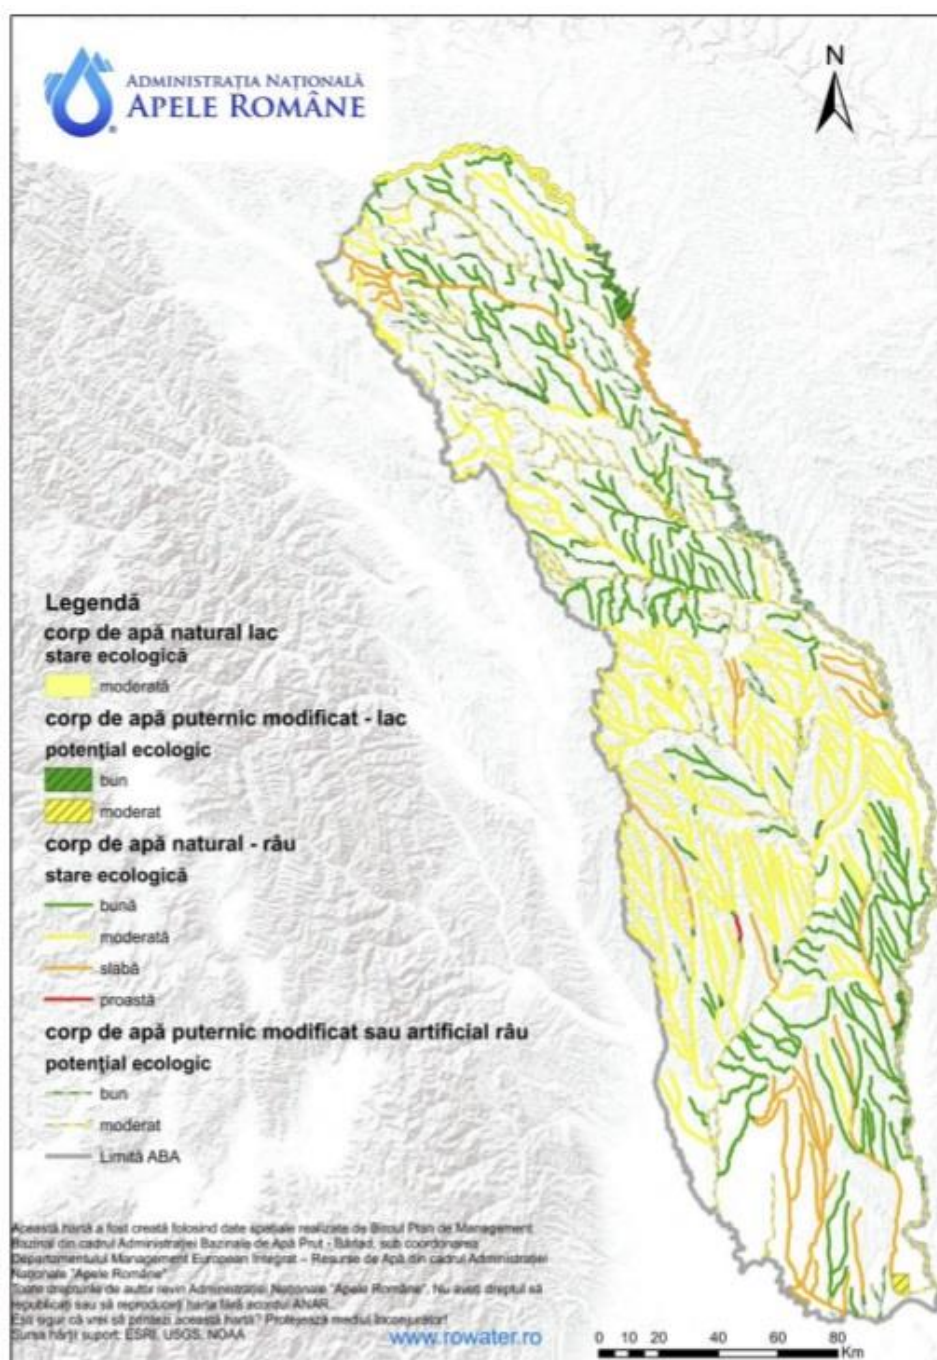 ADMINISTRAȚIA NAȚIONALĂ
APELE ROMÂNE
®
N
Legendă
corp de apă natural lac
stare ecologică
moderată
corp de apă puternic modificat - lac
potențial ecologic
bun
moderat
corp de apă natural - râu
stare ecologică
bună
moderată
slabă
proastă
corp de apă puternic modificat sau artificial râu
potențial ecologic
bun
moderat
Limită ABA
Această hartă a fost creată folosind date spațiale realizate de Biroul Plan de Management
Bazinal din cadrul Administrației Bazinale de Apă Prut - Bârlad, sub coordonarea
Departamentului Management European Integrat – Resurse de Apă din cadrul Administrației
Naționale "Apele Române"
Toate drepturile de autor revin Administrației Naționale "Apele Române". Nu aveți dreptul să
republicați sau să reproduceți harta fără acordul ANAR.
Ești sigur că vrei să printezi această hartă? Protejează mediul înconjurător!
Sursa hărții suport: ESRI, USGS, NOAA
www.rowater.ro
0 10 20 40 60 80
Km